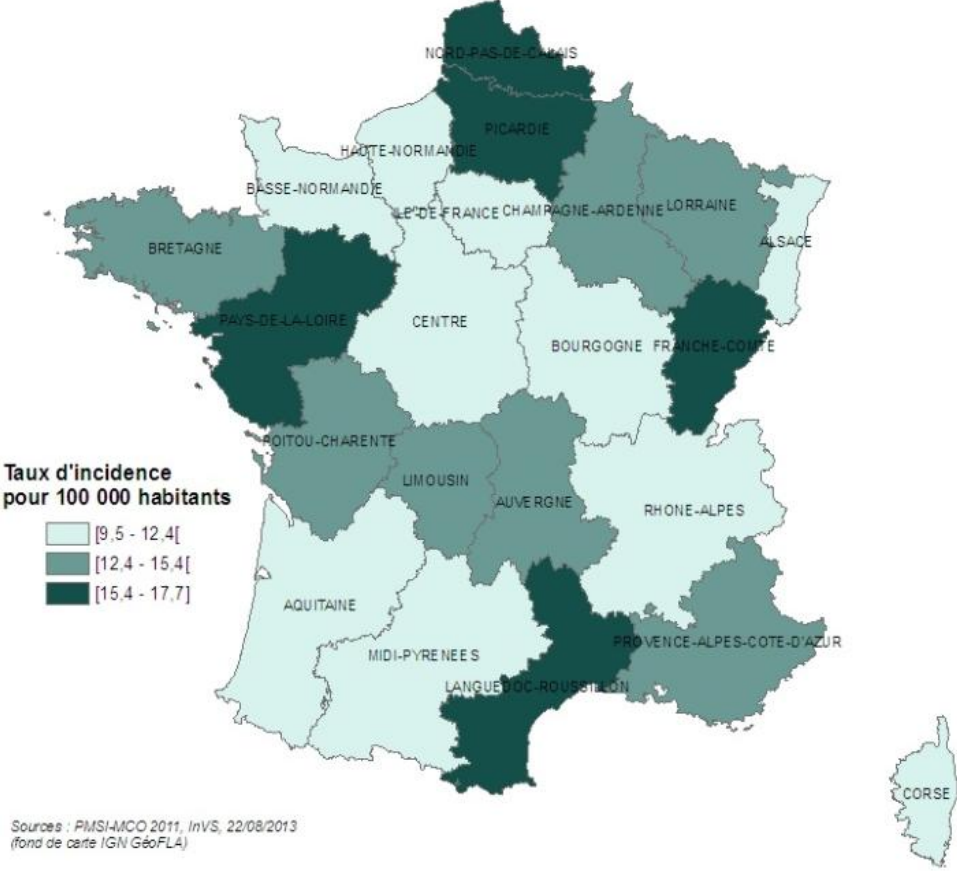 NORD-PAS-DE-CALAIS
PICARDIE
HAUTE-NORMANDIE
BASSE-NORMANDIE
ILE"DE-FRANCE
CHAMPAGNE-ARDENNE
LORRAINE
ALSACE
BRETAGNE
PAYS-DE-LA-LOIRE
CENTRE
BOURGOGNE
FRANCHE-COMTE
POITOU-CHARENTE
LIMOUSIN
AUVERGNE
RHONE-ALPES
Taux d'incidence
pour 100 000 habitants
[9,5 - 12,4[
[12,4 - 15,4[
[15,4 - 17,7]
AQUITAINE
MIDI-PYRENEES
LANGUEDOC-ROUSSILLON
PROVENCE-ALPES-COTE-D'AZUR
CORSE
Sources : PMSI-MCO 2011, InVS, 22/08/2013
(fond de carte IGN GéoFLA)